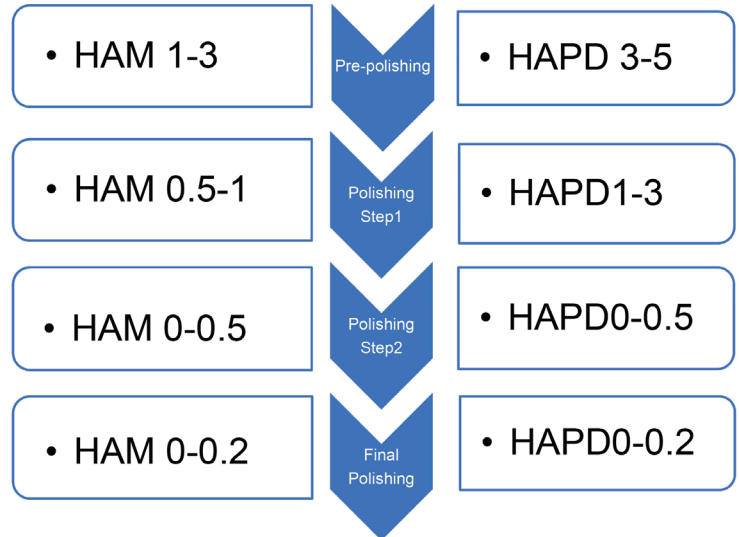 • HAM 1-3
Pre-polishing
• HAPD 3-5
• HAM 0.5-1
Polishing
Step1
• HAPD1-3
• HAM 0-0.5
Polishing
Step2
• HAPD0-0.5
• HAM 0-0.2
Final
Polishing
• HAPD0-0.2